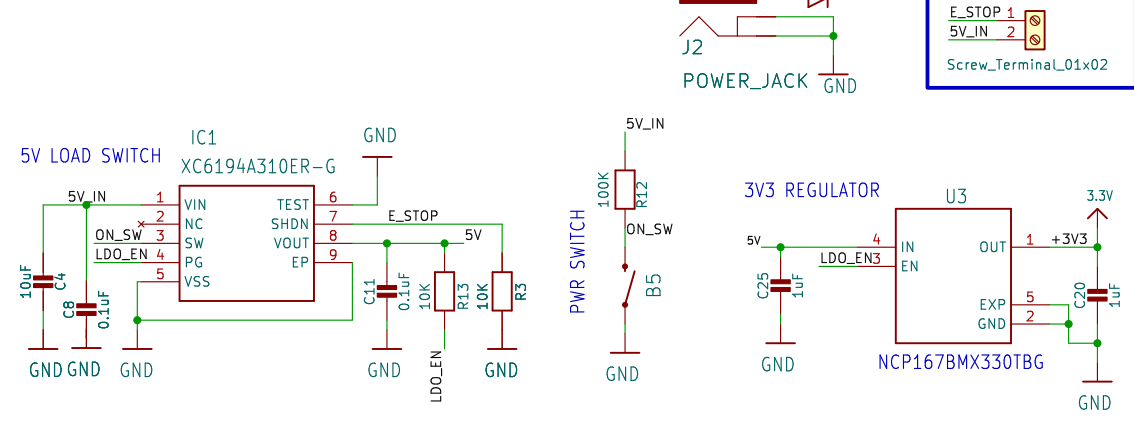 J2
POWER_JACK
GND
E_STOP 1
5V_IN 2
Screw_Terminal_01x02
5V LOAD SWITCH
IC1
XC6194A310ER-G
GND
5V_IN
1 VIN
2 NC
ON_SW 3 SW
LDO_EN 4 PG
5 VSS
TEST 6
SHDN 7 E_STOP
VOUT 8 5V
EP 9
10uF C4
C8 0.1uF
C11 0.1uF
10K R13
10K R3
GND GND GND
GND
GND
LDO_EN
PWR SWITCH
5V_IN
100K R12
ON_SW
B5
GND
3V3 REGULATOR
U3
3.3V
5V 4 IN
LDO_EN 3 EN
OUT 1 +3V3
EXP 5
GND 2
C25 1uF
C20 1uF
NCP167BMX330TBG
GND
GND